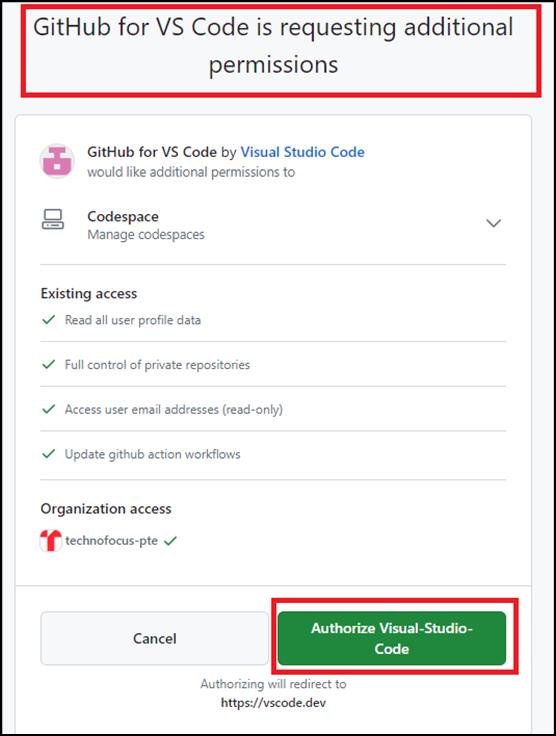 GitHub for VS Code is requesting additional
permissions
GitHub for VS Code by Visual Studio Code
would like additional permissions to
Codespace
Manage codespaces
Existing access
Read all user profile data
Full control of private repositories
Access user email addresses (read-only)
Update github action workflows
Organization access
technofocus-pte
Cancel
Authorize Visual-Studio-
Code
Authorizing will redirect to
https://vscode.dev